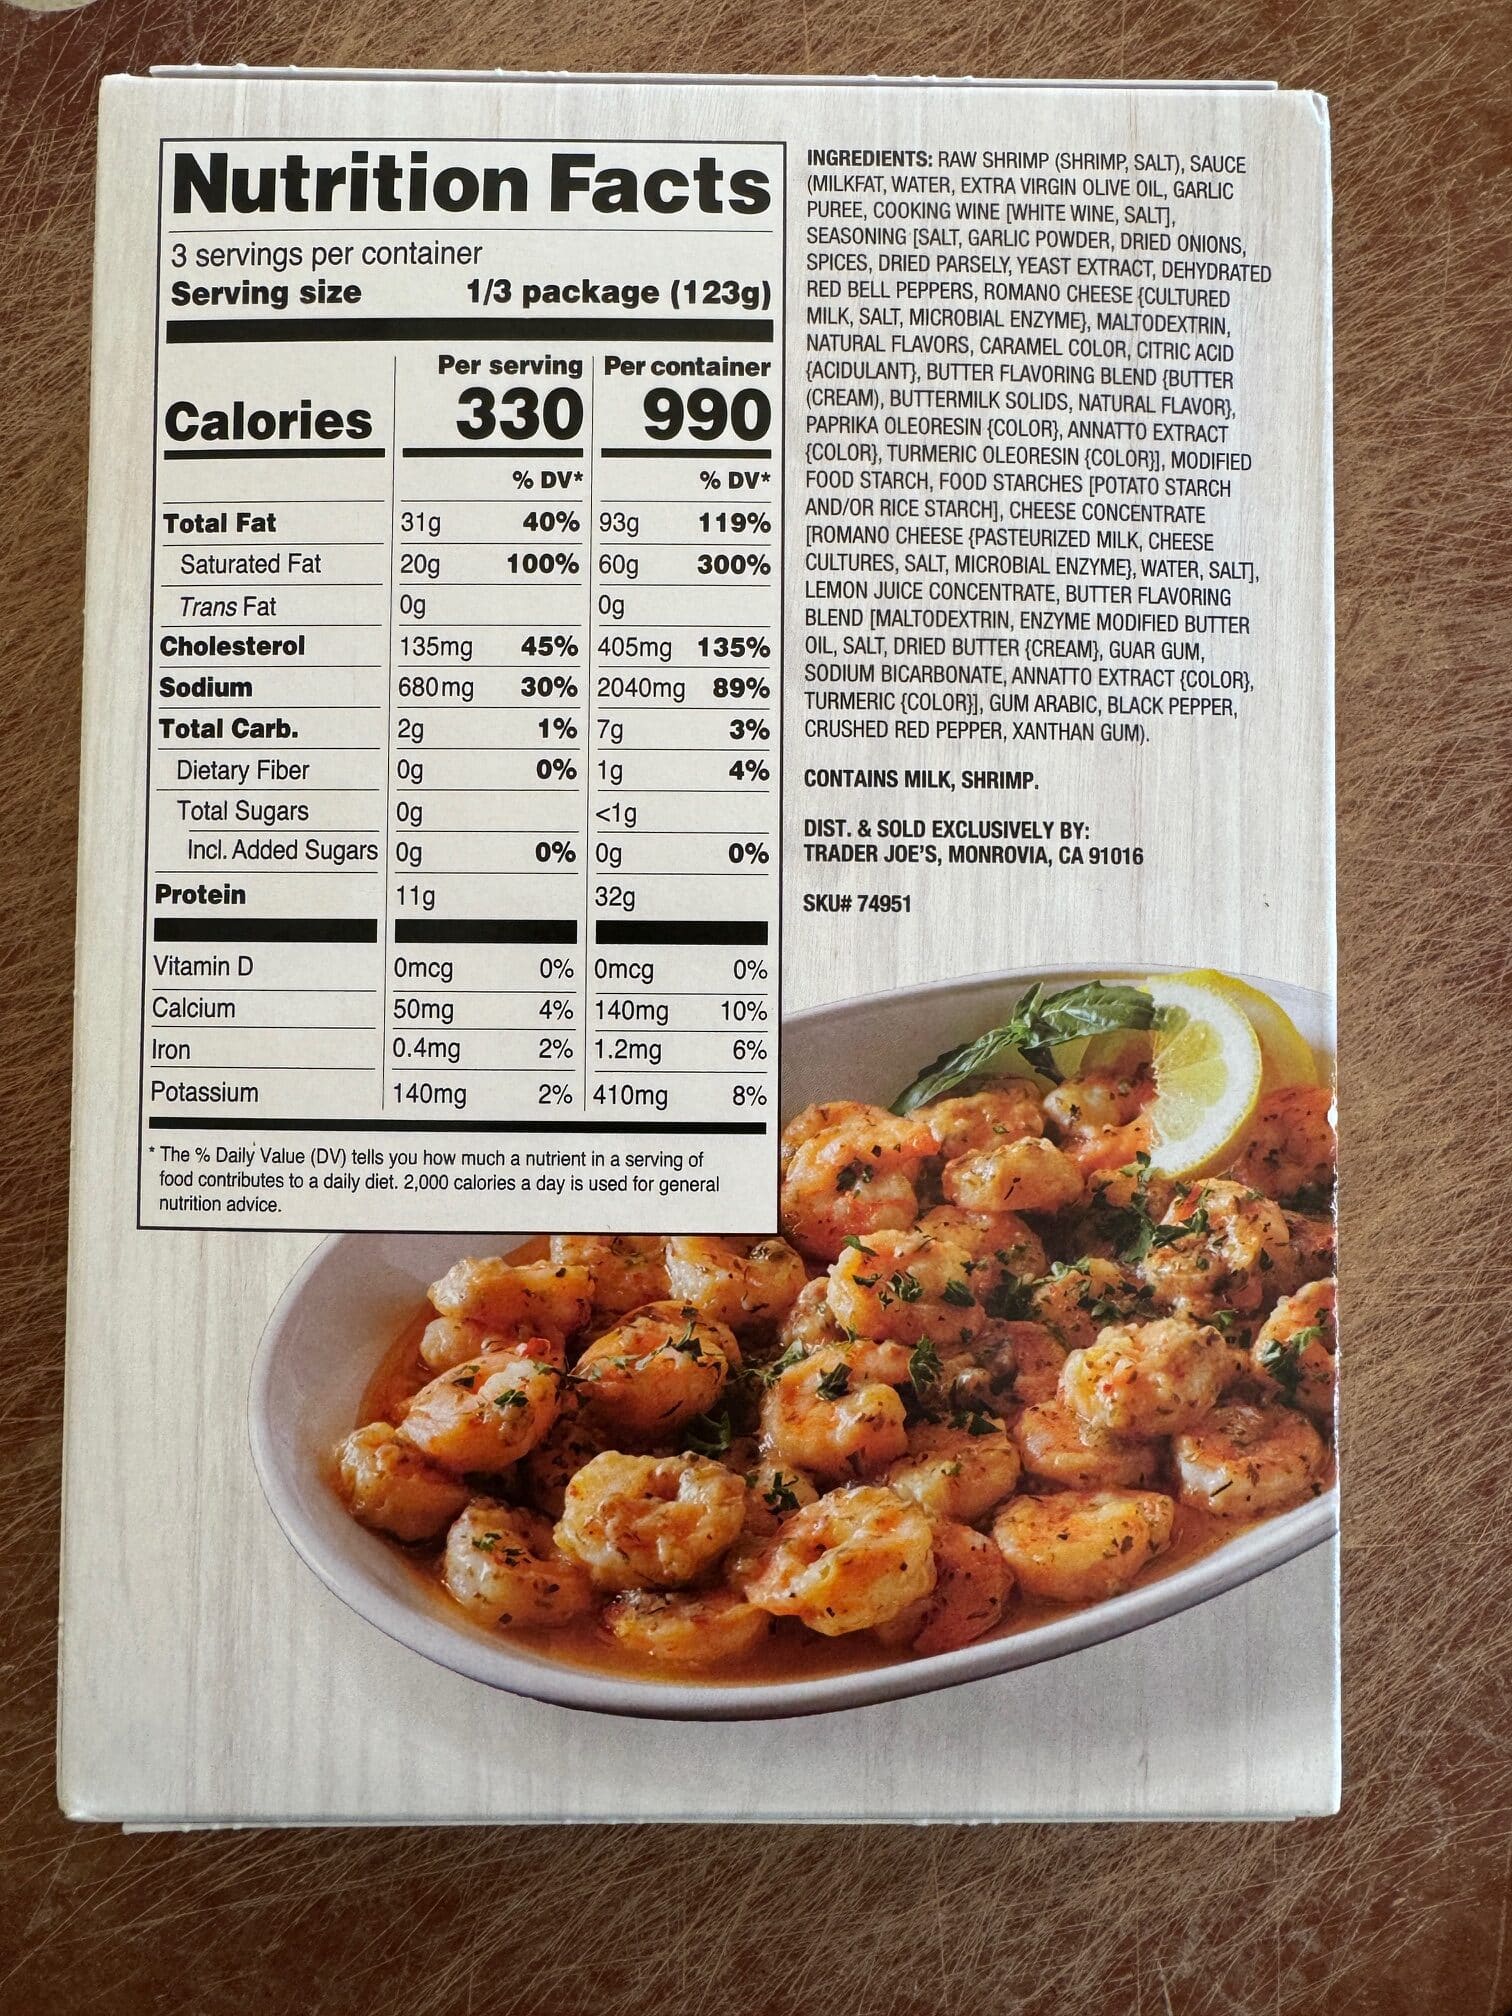 Nutrition Facts
3 servings per container
Serving size 1/3 package (123g)
Per serving Per container
Calories 330 990
% DV* % DV*
Total Fat 31g 40% 93g 119%
Saturated Fat 20g 100% 60g 300%
Trans Fat 0g 0g
Cholesterol 135mg 45% 405mg 135%
Sodium 680mg 30% 2040mg 89%
Total Carb. 2g 1% 7g 3%
Dietary Fiber 0g 0% 1g 4%
Total Sugars 0g <1g
Incl. Added Sugars 0g 0% 0g 0%
Protein 11g 32g
Vitamin D 0mcg 0% 0mcg 0%
Calcium 50mg 4% 140mg 10%
Iron 0.4mg 2% 1.2mg 6%
Potassium 140mg 2% 410mg 8%
* The % Daily Value (DV) tells you how much a nutrient in a serving of
food contributes to a daily diet. 2,000 calories a day is used for general
nutrition advice.
INGREDIENTS: RAW SHRIMP (SHRIMP, SALT), SAUCE
(MILKFAT, WATER, EXTRA VIRGIN OLIVE OIL, GARLIC
PUREE, COOKING WINE [WHITE WINE, SALT],
SEASONING [SALT, GARLIC POWDER, DRIED ONIONS,
SPICES, DRIED PARSELY, YEAST EXTRACT, DEHYDRATED
RED BELL PEPPERS, ROMANO CHEESE {CULTURED
MILK, SALT, MICROBIAL ENZYME}, MALTODEXTRIN,
NATURAL FLAVORS, CARAMEL COLOR, CITRIC ACID
{ACIDULANT}, BUTTER FLAVORING BLEND {BUTTER
(CREAM), BUTTERMILK SOLIDS, NATURAL FLAVOR},
PAPRIKA OLEORESIN {COLOR}, ANNATTO EXTRACT
{COLOR}, TURMERIC OLEORESIN {COLOR}], MODIFIED
FOOD STARCH, FOOD STARCHES [POTATO STARCH
AND/OR RICE STARCH], CHEESE CONCENTRATE
[ROMANO CHEESE {PASTEURIZED MILK, CHEESE
CULTURES, SALT, MICROBIAL ENZYME}, WATER, SALT],
LEMON JUICE CONCENTRATE, BUTTER FLAVORING
BLEND [MALTODEXTRIN, ENZYME MODIFIED BUTTER
OIL, SALT, DRIED BUTTER {CREAM}, GUAR GUM,
SODIUM BICARBONATE, ANNATTO EXTRACT {COLOR},
TURMERIC {COLOR}], GUM ARABIC, BLACK PEPPER,
CRUSHED RED PEPPER, XANTHAN GUM).
CONTAINS MILK, SHRIMP.
DIST. & SOLD EXCLUSIVELY BY:
TRADER JOE'S, MONROVIA, CA 91016
SKU# 74951